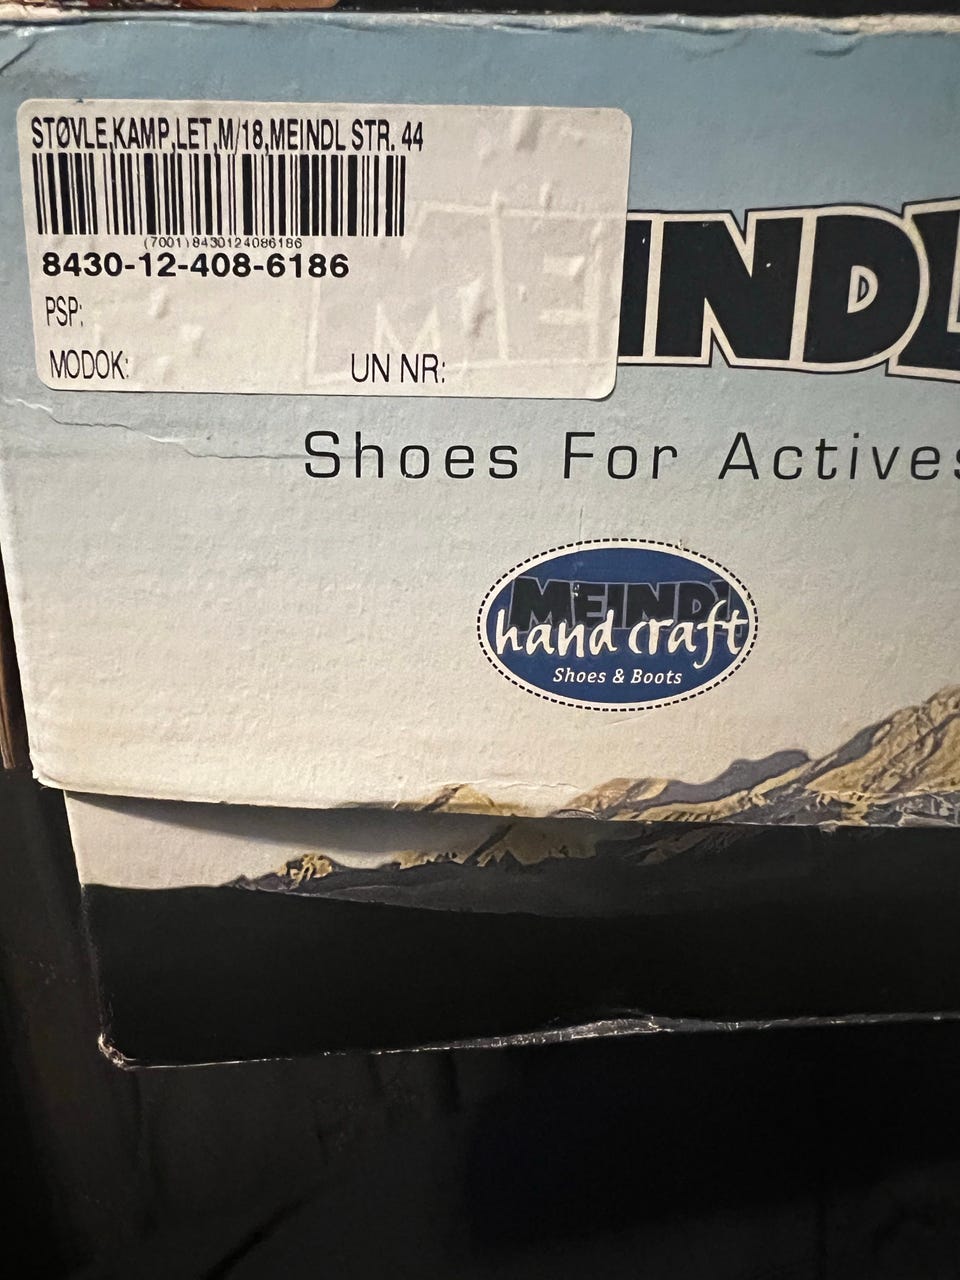 STØVLE,KAMP,LET,M/18,MEINDL STR. 44
(7001)8430124086186
8430-12-408-6186
PSP:
MODOK: UN NR:
MEINDL
Shoes For Actives
MEINDL
hand craft
Shoes & Boots